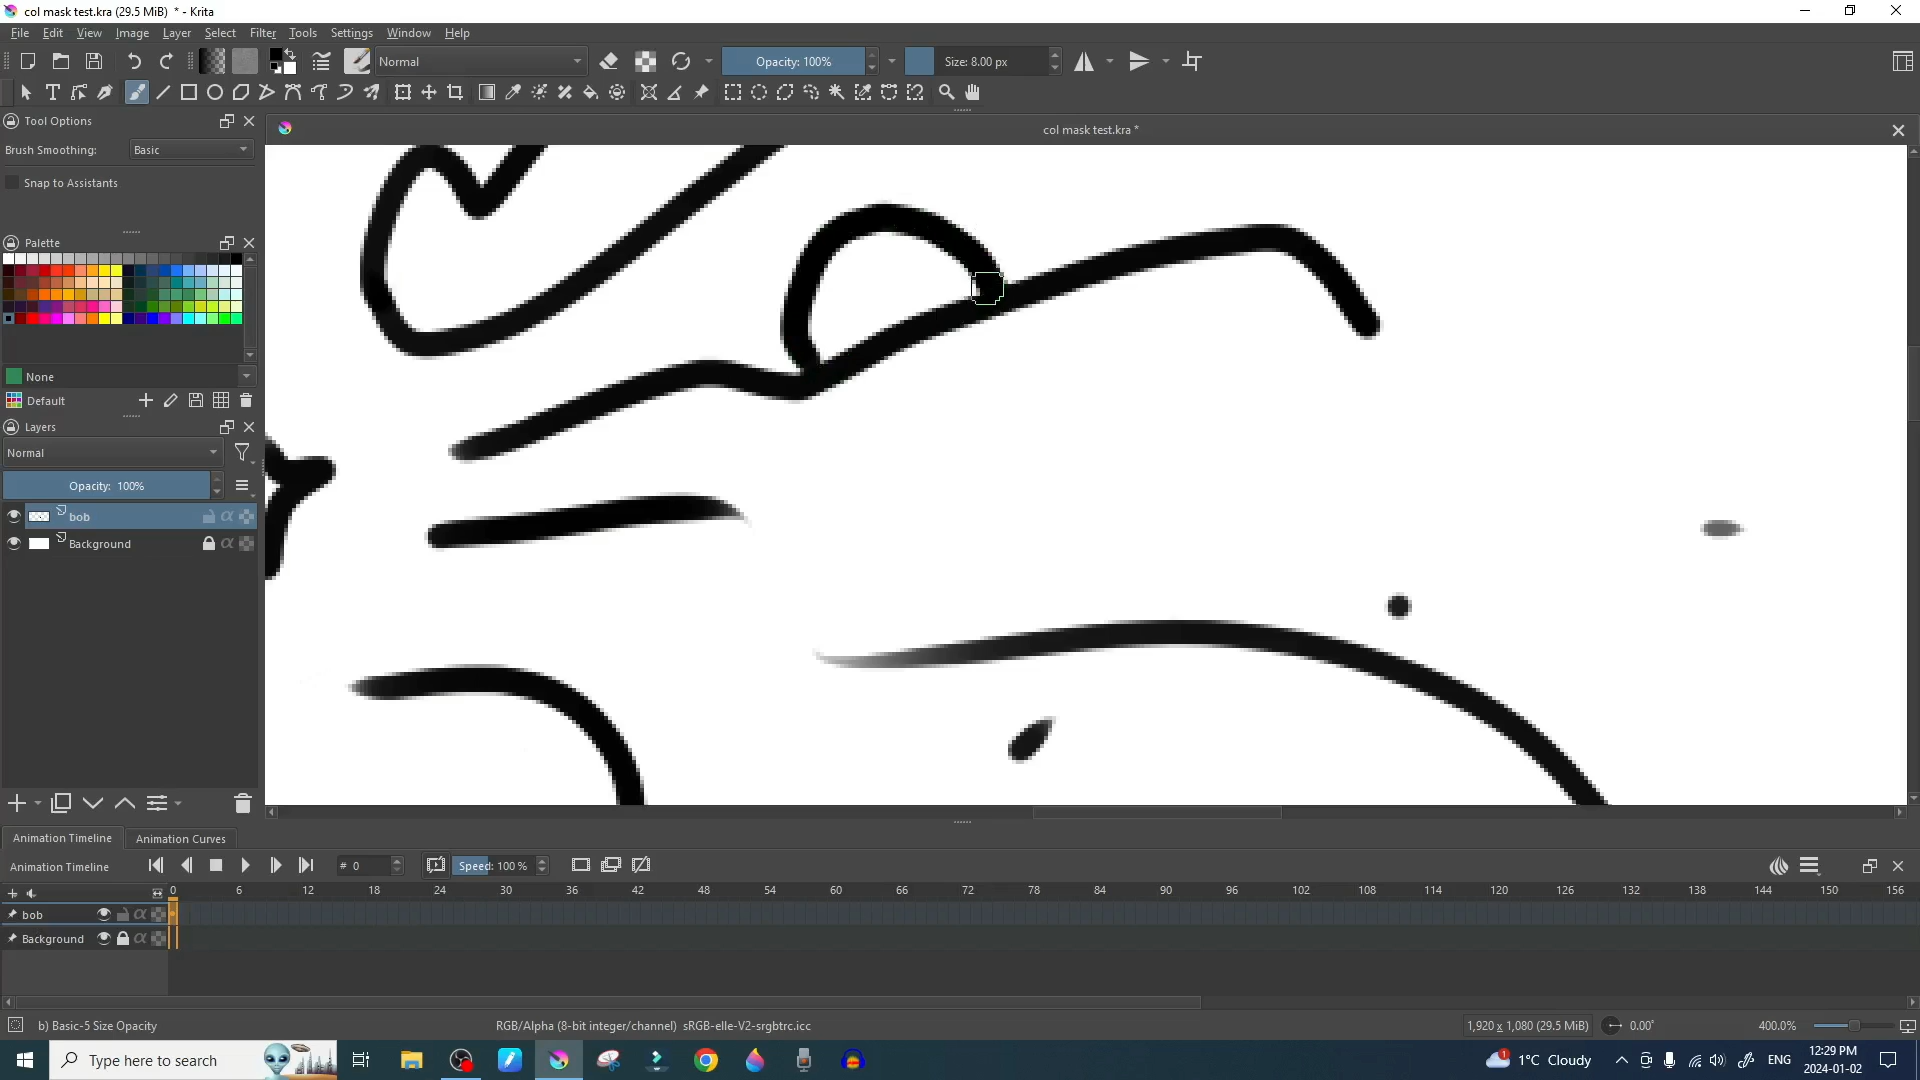 col mask test.kra (29.5 MiB) * - Krita
File Edit View Image Layer Select Filter Tools Settings Window Help
Normal Opacity: 100% Size: 8.00 px
Tool Options
col mask test.kra *
Brush Smoothing: Basic
Snap to Assistants
Palette
None
Default
Layers
Normal
Opacity: 100%
bob
Background
Animation Timeline Animation Curves
Animation Timeline # 0 Speed: 100 %
0 6 12 18 24 30 36 42 48 54 60 66 72 78 84 90 96 102 108 114 120 126 132 138 144 150 156
bob
Background
b) Basic-5 Size Opacity RGB/Alpha (8-bit integer/channel) sRGB-elle-V2-srgbtrc.icc 1,920 x 1,080 (29.5 MiB) 0.00° 400.0%
Type here to search 1 1°C Cloudy ENG 12:29 PM
2024-01-02